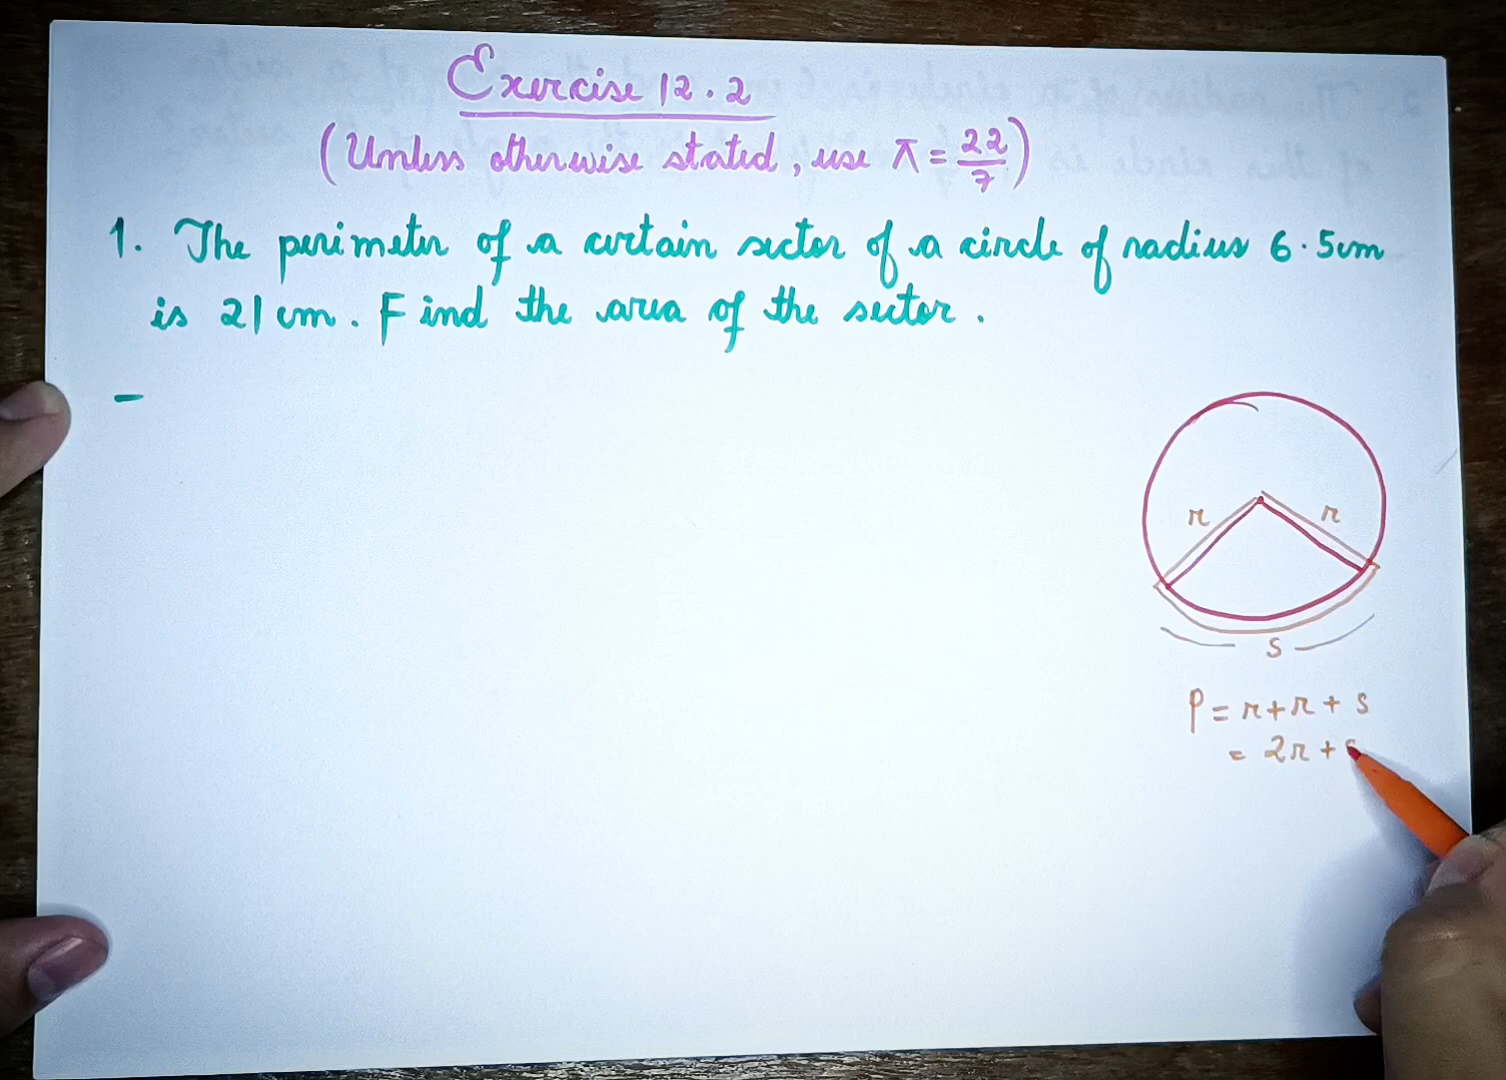 Exercise 12.2
(Unless otherwise stated, use π = 22/7)
1. The perimeter of a certain sector of a circle of radius 6.5cm
is 21 cm. Find the area of the sector.
-
r r
s
P = r + r + s
= 2r + s